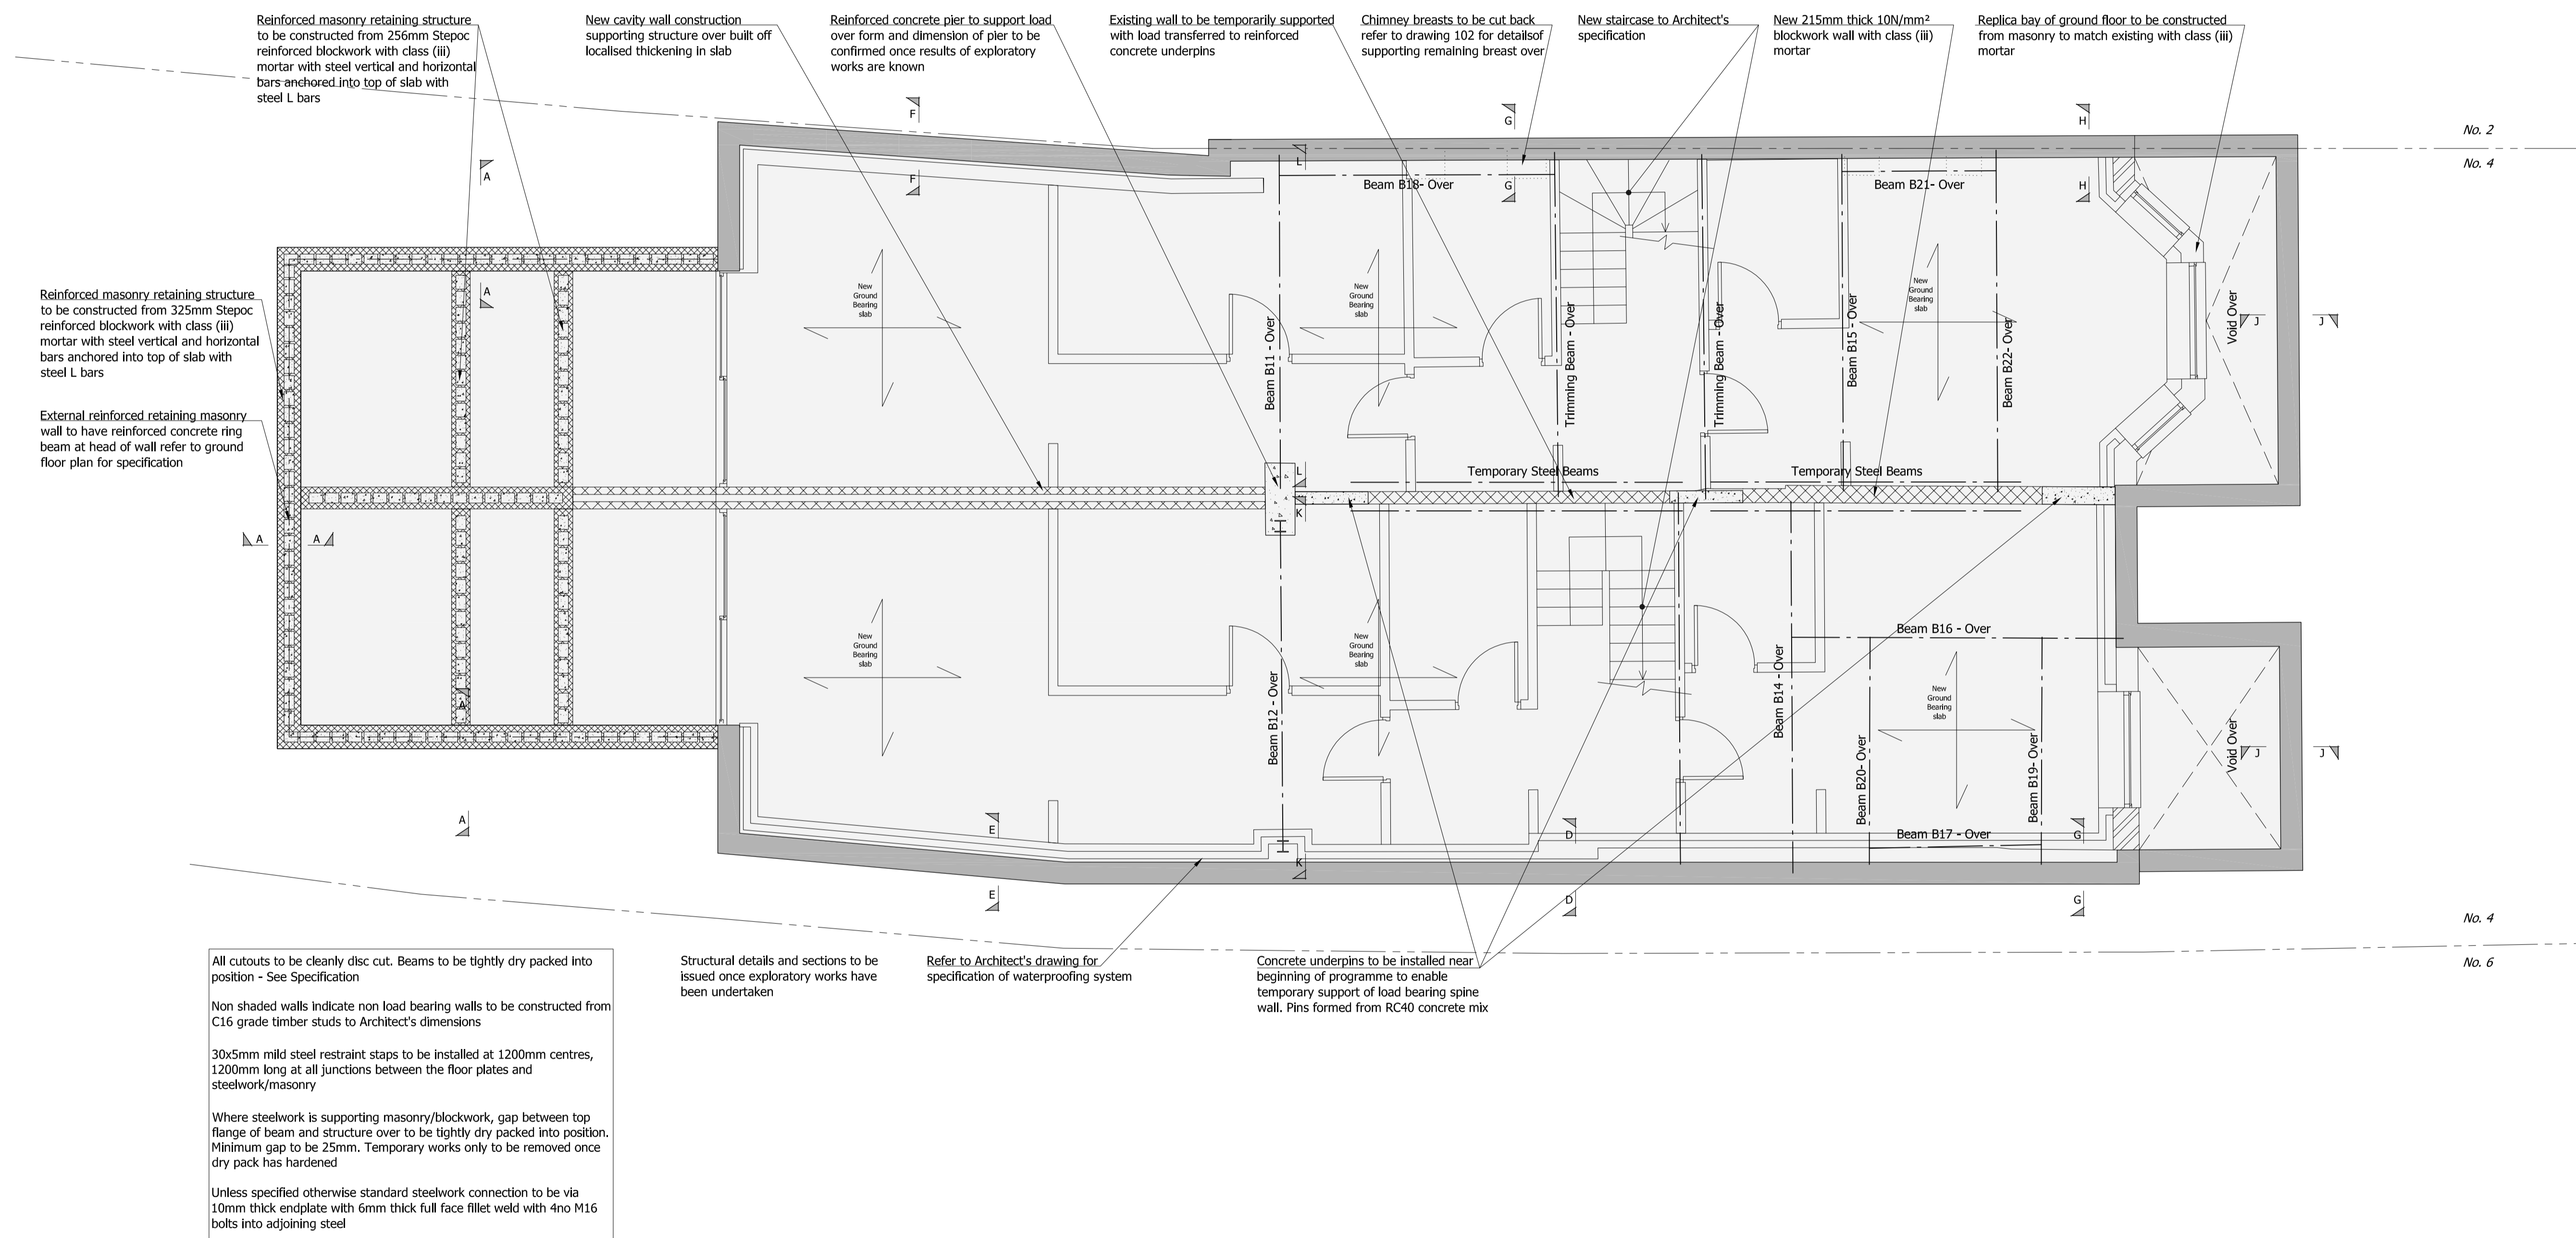 Reinforced masonry retaining structure
to be constructed from 256mm Stepoc
reinforced blockwork with class (iii)
mortar with steel vertical and horizontal
bars anchored into top of slab with
steel L bars
New cavity wall construction
supporting structure over built off
localised thickening in slab
Reinforced concrete pier to support load
over form and dimension of pier to be
confirmed once results of exploratory
works are known
Existing wall to be temporarily supported
with load transferred to reinforced
concrete underpins
Chimney breasts to be cut back
refer to drawing 102 for detailsof
supporting remaining breast over
New staircase to Architect's
specification
New 215mm thick 10N/mm²
blockwork wall with class (iii)
mortar
Replica bay of ground floor to be constructed
from masonry to match existing with class (iii)
mortar
F
G
H
No. 2
No. 4
L
A
F
G
H
Beam B18- Over
Beam B21- Over
A
Reinforced masonry retaining structure
to be constructed from 325mm Stepoc
reinforced blockwork with class (iii)
mortar with steel vertical and horizontal
bars anchored into top of slab with
steel L bars
New
Ground
Bearing
slab
New
Ground
Bearing
slab
New
Ground
Bearing
slab
Beam B11 - Over
Trimming Beam - Over
Trimming Beam - Over
Beam B15 - Over
Beam B22- Over
Void Over
J
J
External reinforced retaining masonry
wall to have reinforced concrete ring
beam at head of wall refer to ground
floor plan for specification
L
Temporary Steel Beams
Temporary Steel Beams
K
A
A
New
Ground
Bearing
slab
New
Ground
Bearing
slab
Beam B16 - Over
New
Ground
Bearing
slab
A
Beam B12 - Over
Beam B14 - Over
Beam B20- Over
Beam B19- Over
Void Over
J
J
A
E
D
Beam B17 - Over
G
K
E
D
G
No. 4
No. 6
All cutouts to be cleanly disc cut. Beams to be tightly dry packed into
position - See Specification
Non shaded walls indicate non load bearing walls to be constructed from
C16 grade timber studs to Architect's dimensions
30x5mm mild steel restraint staps to be installed at 1200mm centres,
1200mm long at all junctions between the floor plates and
steelwork/masonry
Where steelwork is supporting masonry/blockwork, gap between top
flange of beam and structure over to be tightly dry packed into position.
Minimum gap to be 25mm. Temporary works only to be removed once
dry pack has hardened
Unless specified otherwise standard steelwork connection to be via
10mm thick endplate with 6mm thick full face fillet weld with 4no M16
bolts into adjoining steel
Structural details and sections to be
issued once exploratory works have
been undertaken
Refer to Architect's drawing for
specification of waterproofing system
Concrete underpins to be installed near
beginning of programme to enable
temporary support of load bearing spine
wall. Pins formed from RC40 concrete mix